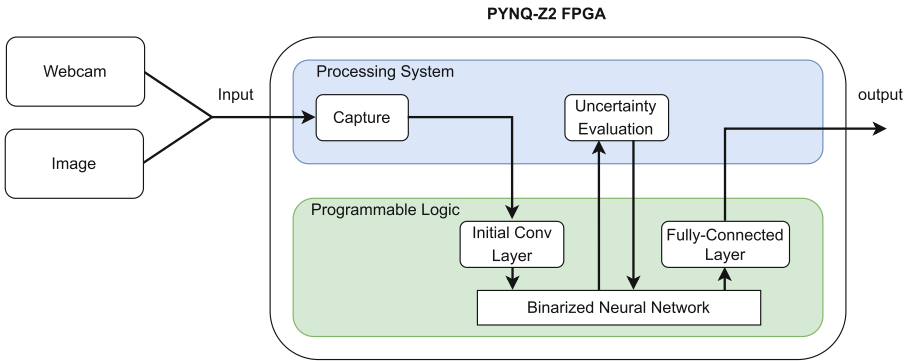 PYNQ-Z2 FPGA
Webcam
Image
Input
Processing System
Capture
Uncertainty
Evaluation
output
Programmable Logic
Initial Conv
Layer
Fully-Connected
Layer
Binarized Neural Network